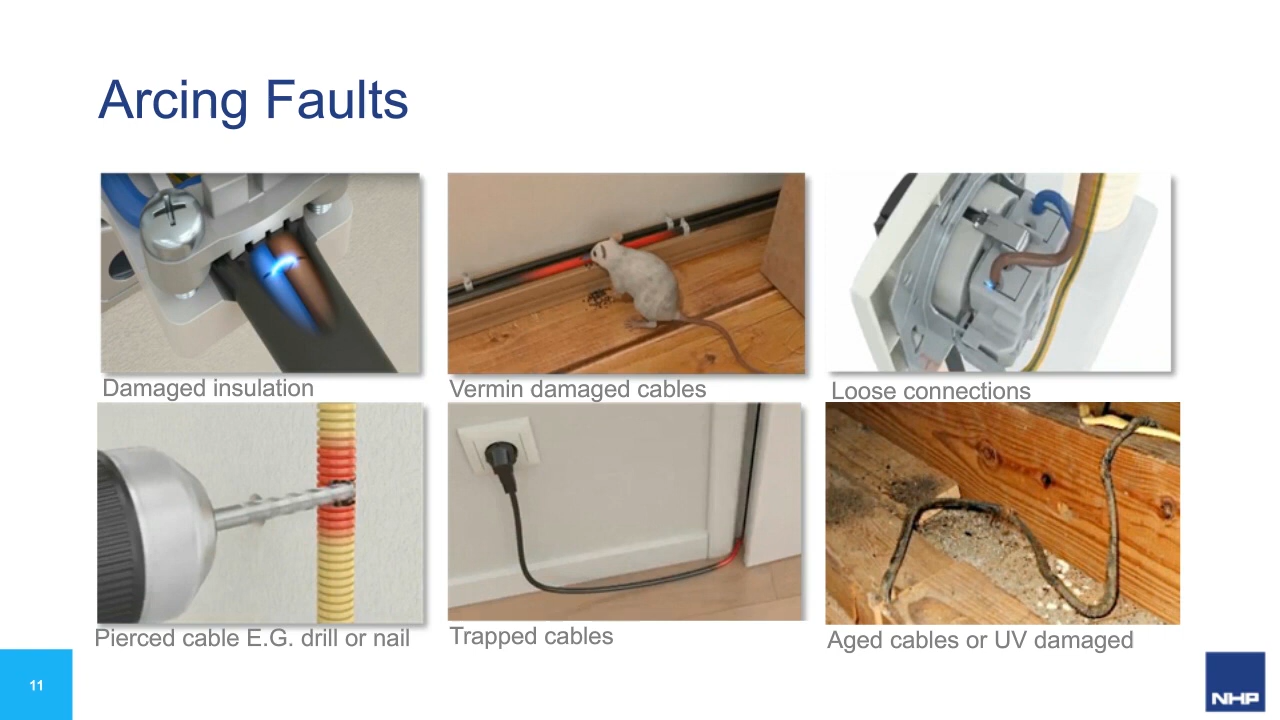 Arcing Faults
Damaged insulation
Vermin damaged cables
Loose connections
Pierced cable E.G. drill or nail
Trapped cables
Aged cables or UV damaged
11
NHP